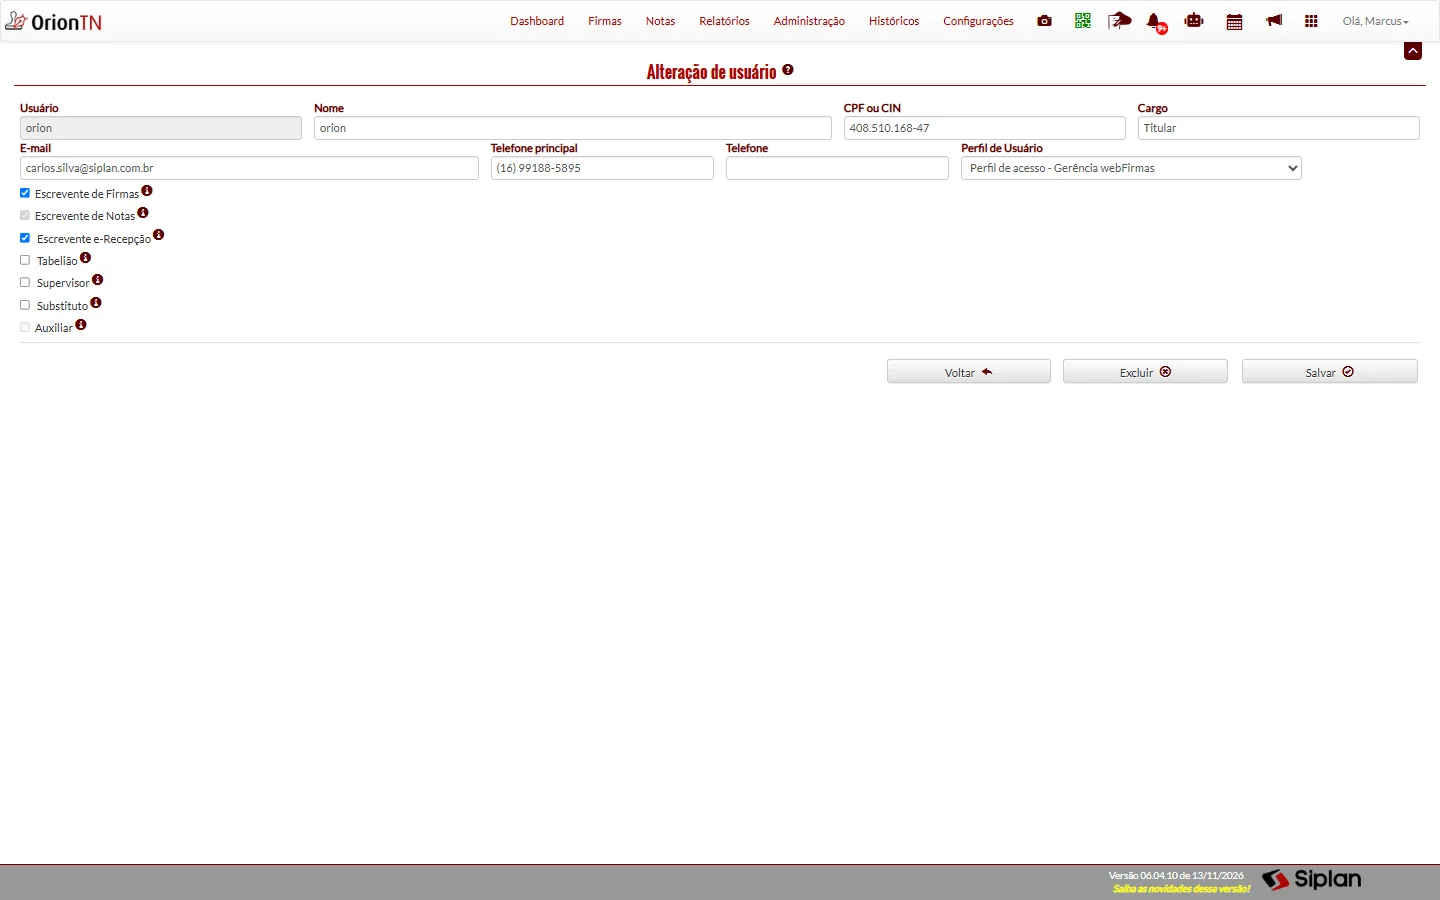 OrionTN Dashboard Firmas Notas Relatórios Administração Históricos Configurações 9+ Olá, Marcus
Alteração de usuário
Usuário Nome CPF ou CIN Cargo
orion orion 408.510.168-47 Titular
E-mail Telefone principal Telefone Perfil de Usuário
carlos.silva@siplan.com.br (16) 99188-5895 Perfil de acesso - Gerência webFirmas
Escrevente de Firmas
Escrevente de Notas
Escrevente e-Recepção
Tabelião
Supervisor
Substituto
Auxiliar
Voltar Excluir Salvar
Versão 06.04.10 de 13/11/2026 Siplan
Saiba as novidades dessa versão!